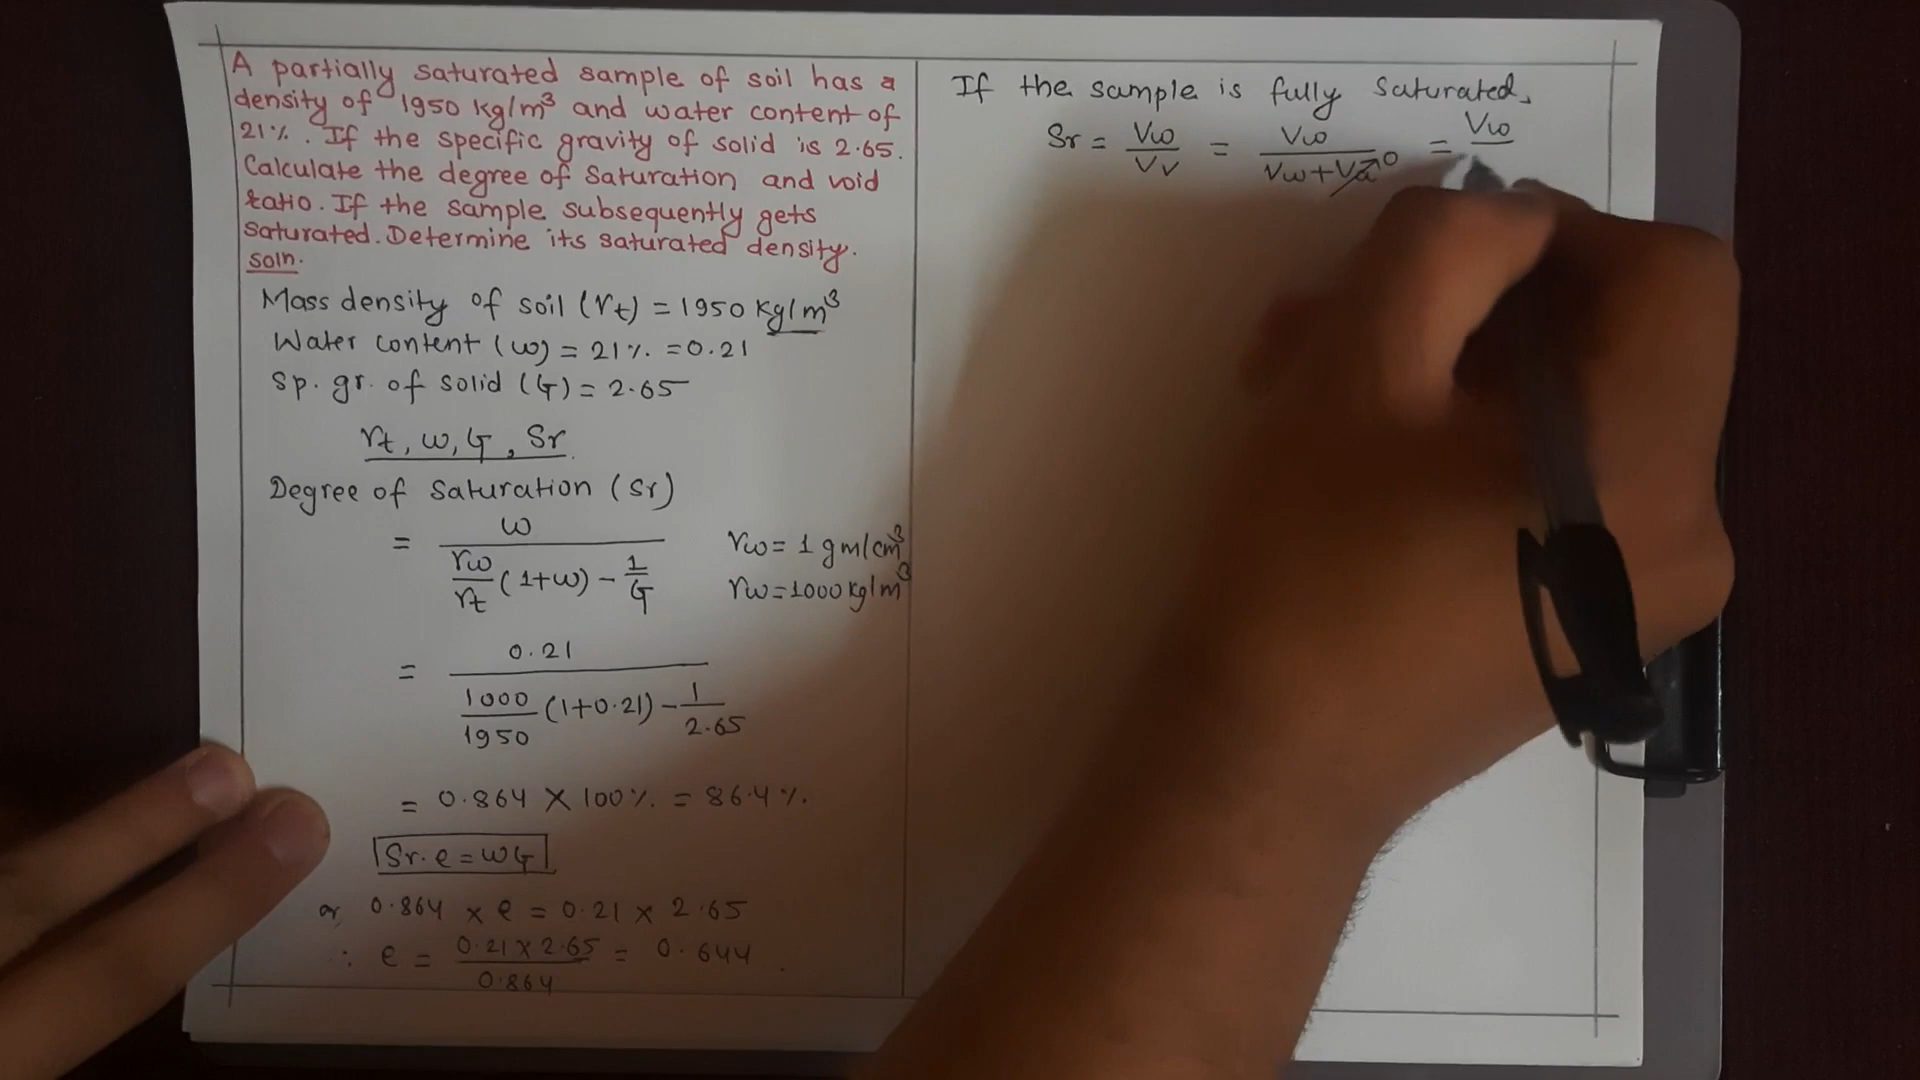 A partially saturated sample of soil has a
density of 1950 kg/m³ and water content of
21%. If the specific gravity of solid is 2.65.
Calculate the degree of saturation and void
ratio. If the sample subsequently gets
saturated. Determine its saturated density.
soln.
Mass density of soil (γt) = 1950 kg/m³
Water content (w) = 21% = 0.21
Sp. gr. of solid (G) = 2.65
γt, w, G, Sr.
Degree of saturation (Sr)
= w / (γw/γt (1+w) - 1/G)
γw = 1 gm/cm³
γw = 1000 kg/m³
= 0.21 / (1000/1950 (1+0.21) - 1/2.65)
= 0.864 × 100% = 86.4%.
Sr. e = wG
or, 0.864 × e = 0.21 × 2.65
∴ e = 0.21 × 2.65 / 0.864 = 0.644
If the sample is fully saturated,
Sr = Vw/Vv = Vw/(Vw+Va⁰) = Vw/